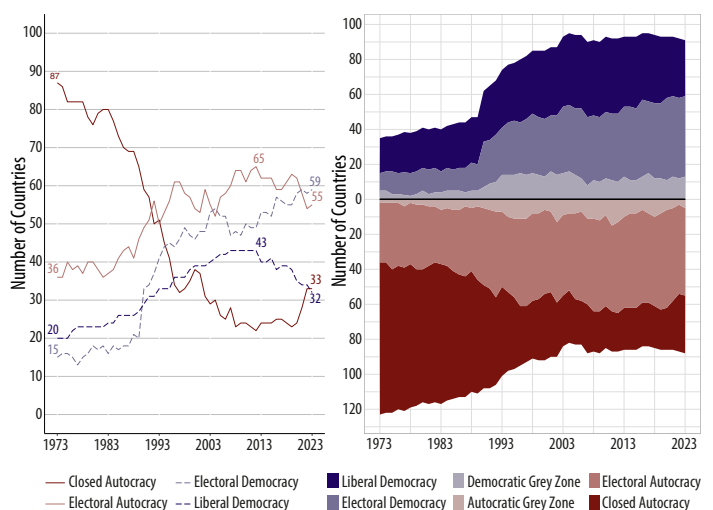 Number of Countries
100
90
80
70
60
50
40
30
20
10
0
87
36
20
15
65
43
59
55
33
32
1973 1983 1993 2003 2013 2023
Closed Autocracy
Electoral Democracy
Electoral Autocracy
Liberal Democracy
Number of Countries
100
80
60
40
20
0
20
40
60
80
100
120
1973 1983 1993 2003 2013 2023
Liberal Democracy
Democratic Grey Zone
Electoral Autocracy
Electoral Democracy
Autocratic Grey Zone
Closed Autocracy